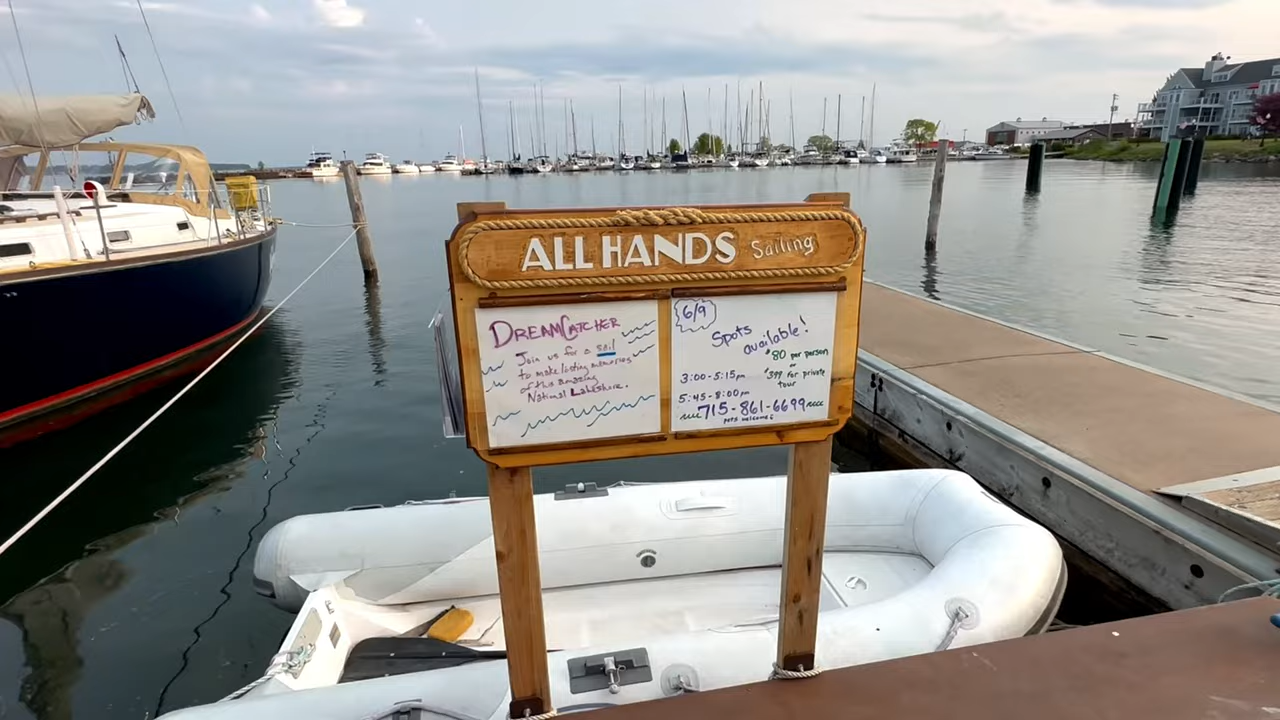 ALL HANDS Sailing
DREAMCATCHER
Join us for a sail
to make lasting memories
of this amazing
National Lakeshore.
6/9
Spots
available!
$80 per person
or
$399 for private
tour
3:00-5:15pm
5:45-8:00pm
715-861-6699
pets welcome